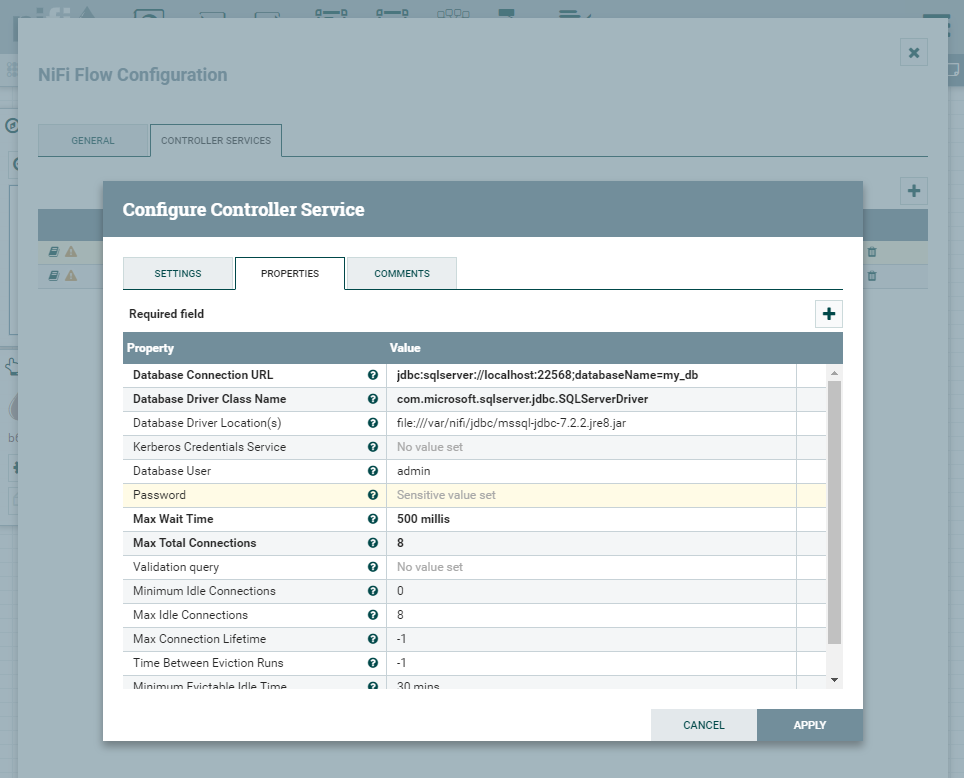 NiFi Flow Configuration
GENERAL
CONTROLLER SERVICES
Configure Controller Service
SETTINGS
PROPERTIES
COMMENTS
Required field
Property Value
Database Connection URL jdbc:sqlserver://localhost:22568;databaseName=my_db
Database Driver Class Name com.microsoft.sqlserver.jdbc.SQLServerDriver
Database Driver Location(s) file:///var/nifi/jdbc/mssql-jdbc-7.2.2.jre8.jar
Kerberos Credentials Service No value set
Database User admin
Password Sensitive value set
Max Wait Time 500 millis
Max Total Connections 8
Validation query No value set
Minimum Idle Connections 0
Max Idle Connections 8
Max Connection Lifetime -1
Time Between Eviction Runs -1
Minimum Evictable Idle Time 30 mins
CANCEL
APPLY